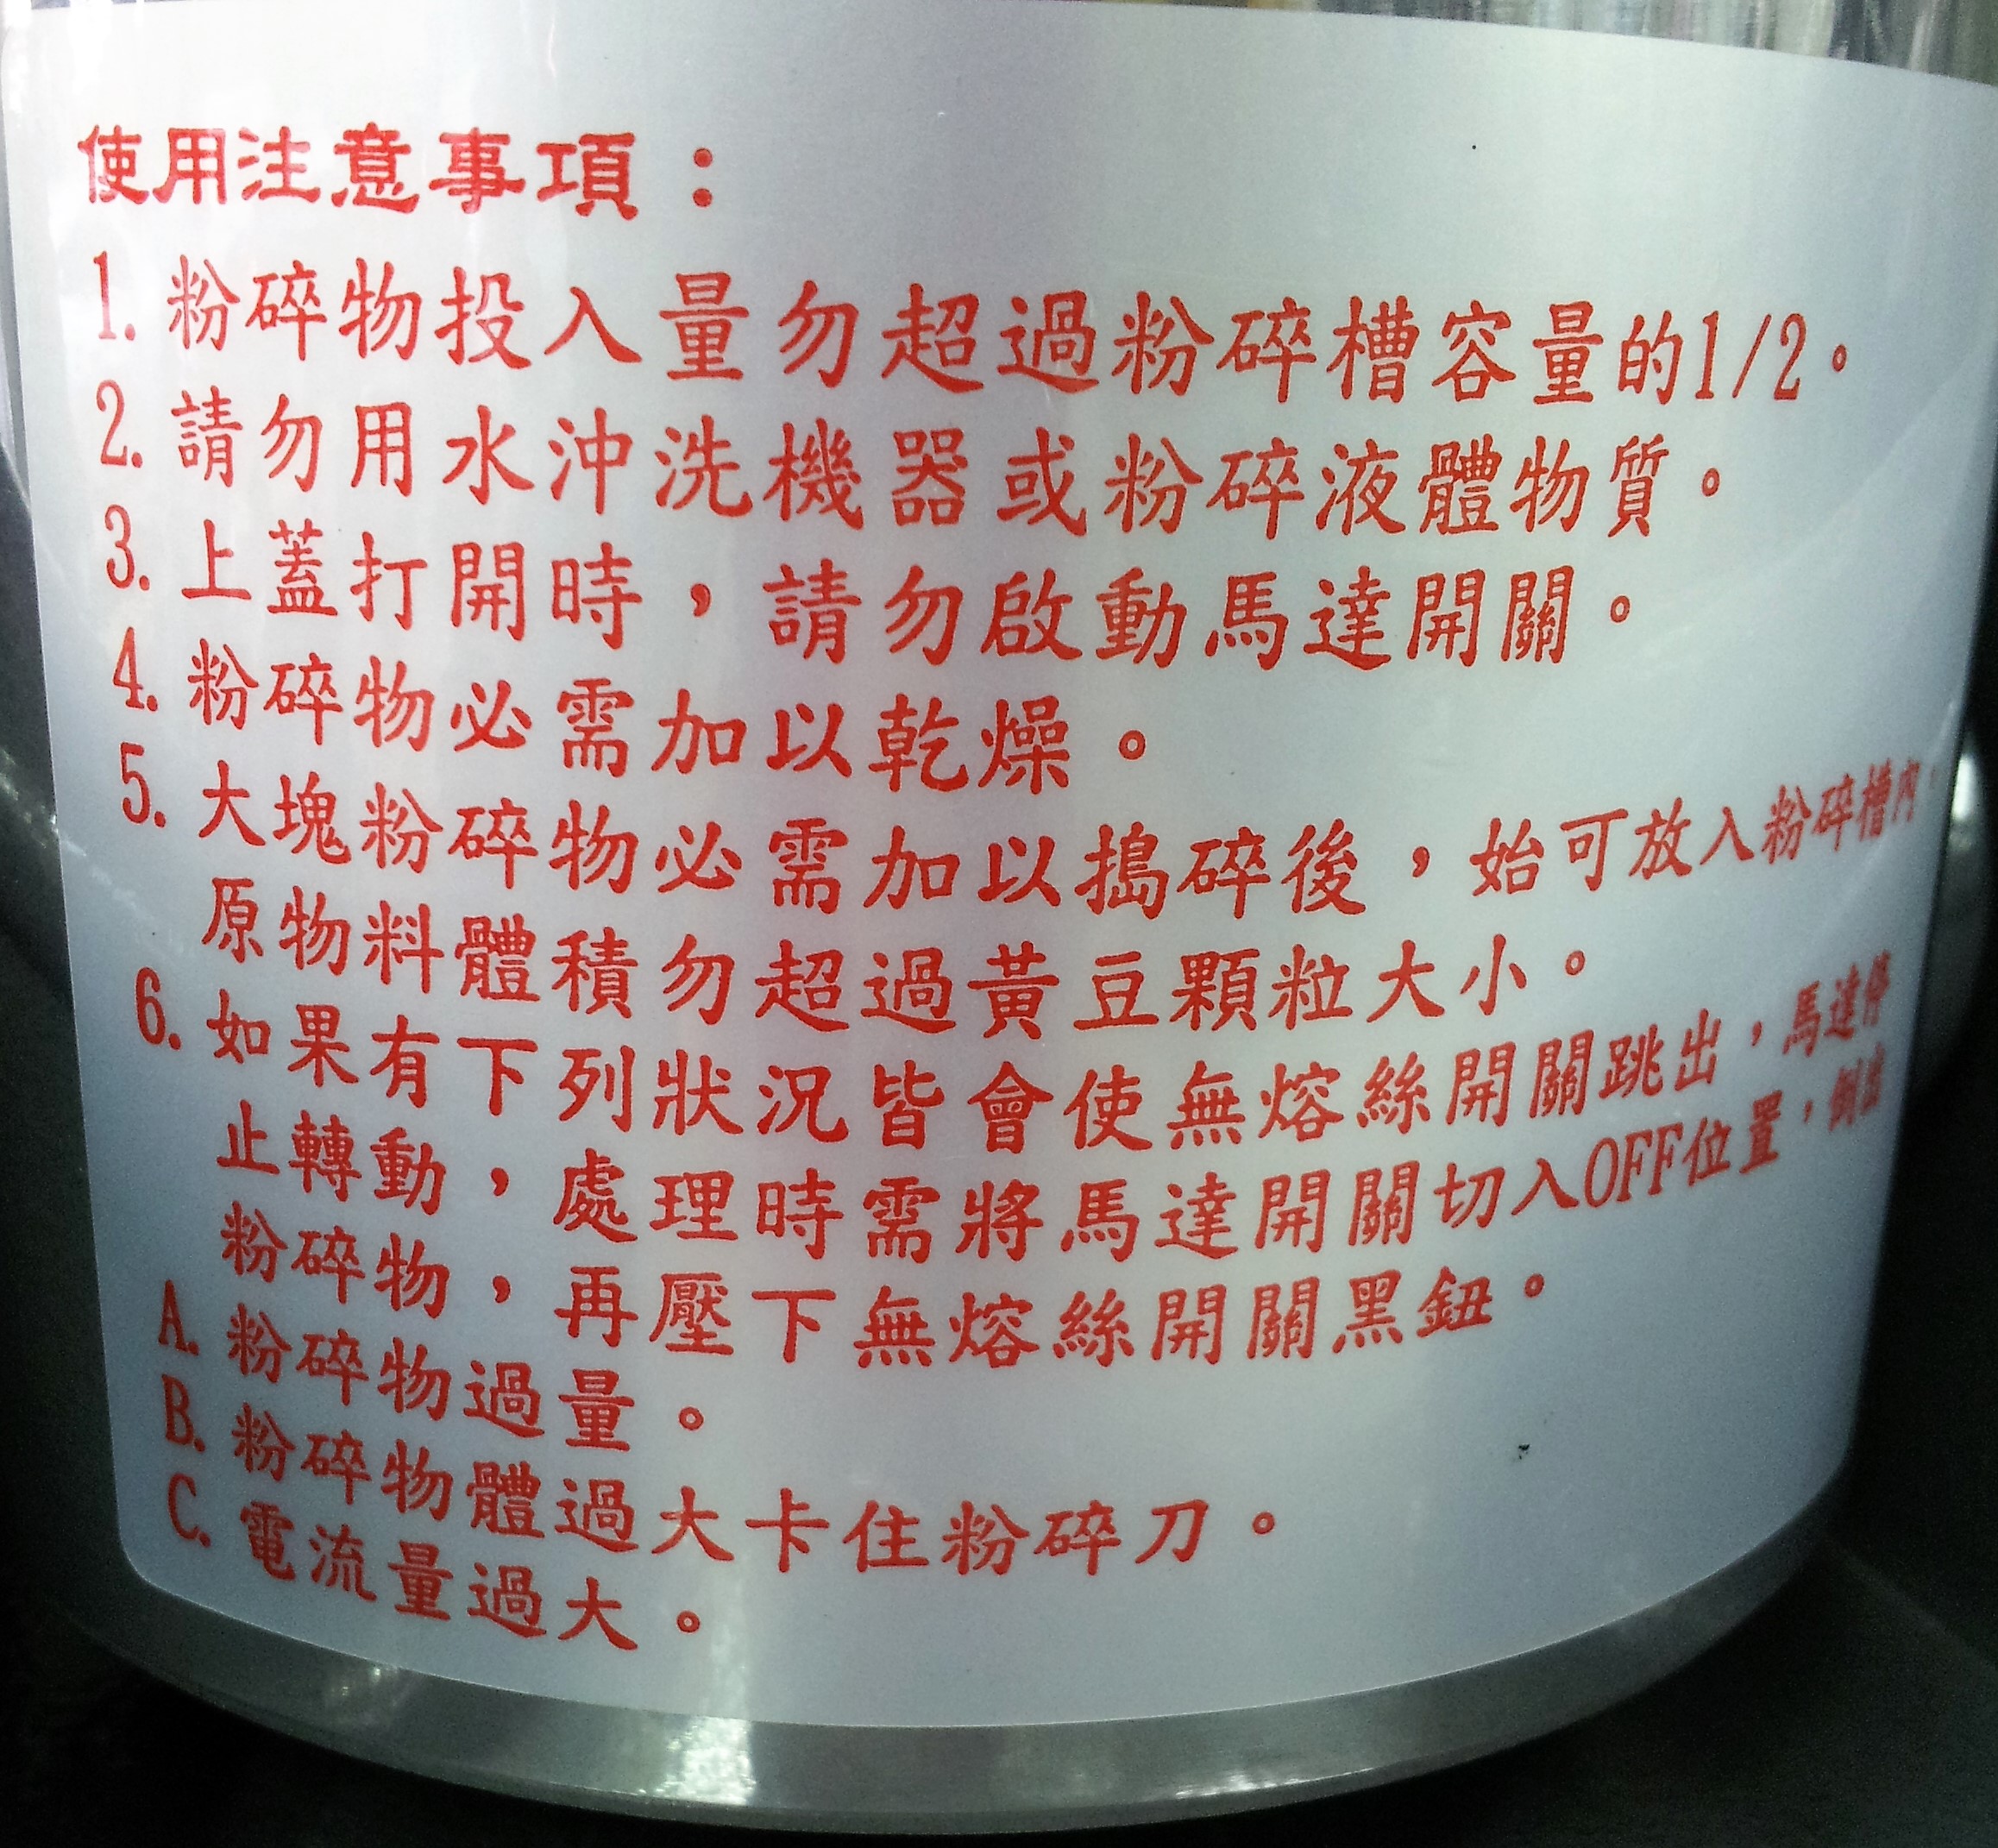 使用注意事項：
1. 粉碎物投入量勿超過粉碎槽容量的1/2。
2. 請勿用水沖洗機器或粉碎液體物質。
3. 上蓋打開時，請勿啟動馬達開關。
4. 粉碎物必需加以乾燥。
5. 大塊粉碎物必需加以搗碎後，始可放入粉碎槽內，
原物料體積勿超過黃豆顆粒大小。
6. 如果有下列狀況皆會使無熔絲開關跳出，馬達停
止轉動，處理時需將馬達開關切入OFF位置，倒出
粉碎物，再壓下無熔絲開關黑鈕。
A. 粉碎物過量。
B. 粉碎物體過大卡住粉碎刀。
C. 電流量過大。